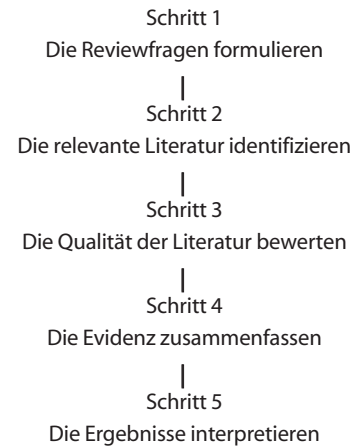 Schritt 1
Die Reviewfragen formulieren
Schritt 2
Die relevante Literatur identifizieren
Schritt 3
Die Qualität der Literatur bewerten
Schritt 4
Die Evidenz zusammenfassen
Schritt 5
Die Ergebnisse interpretieren